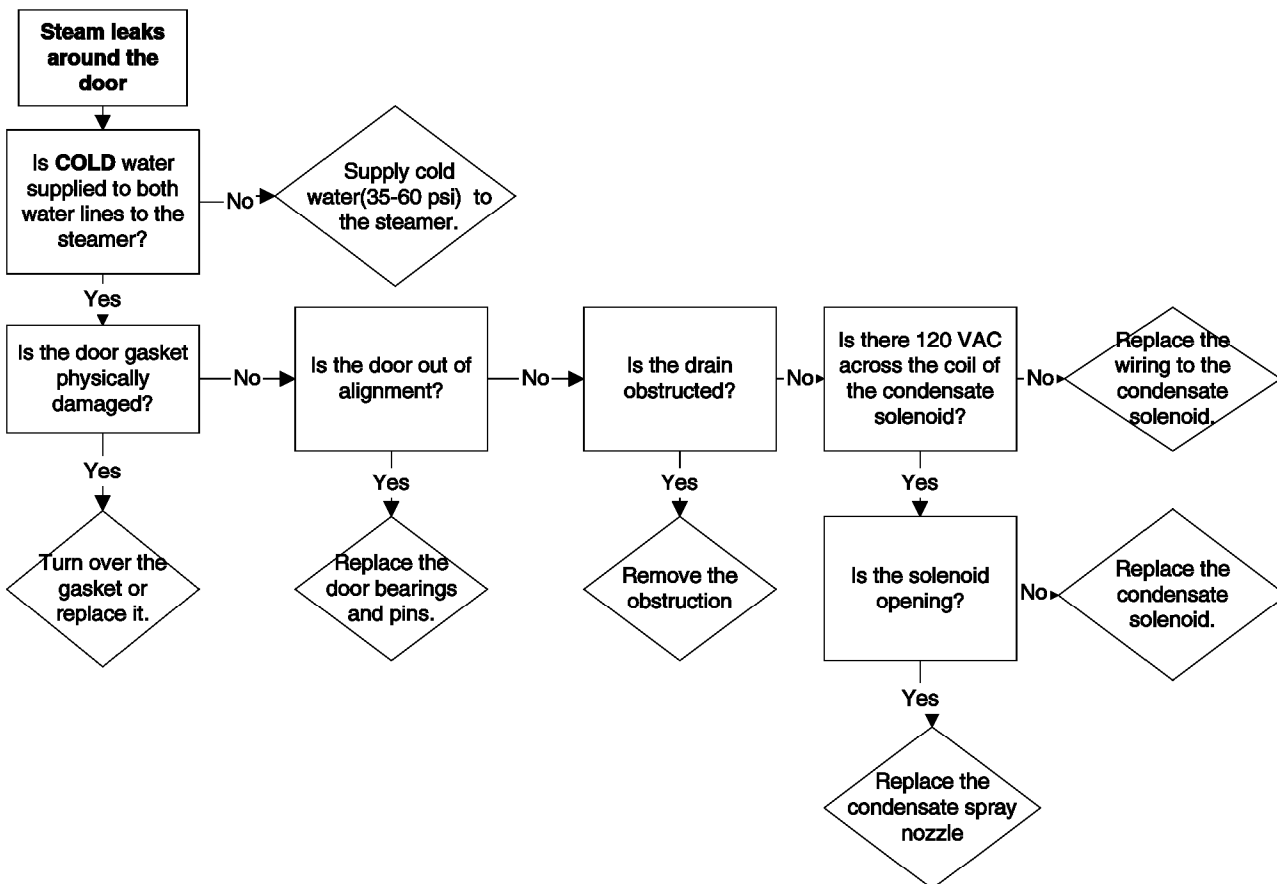 Steam leaks
around the
door
Is COLD water
supplied to both
water lines to the
steamer?
No
Supply cold
water(35-60 psi) to
the steamer.
Yes
Is the door gasket
physically
damaged?
No
Is the door out of
alignment?
No
Is the drain
obstructed?
No
Is there 120 VAC
across the coil of
the condensate
solenoid?
No
Replace the
wiring to the
condensate
solenoid.
Yes
Turn over the
gasket or
replace it.
Yes
Replace the
door bearings
and pins.
Yes
Remove the
obstruction
Yes
Is the solenoid
opening?
No
Replace the
condensate
solenoid.
Yes
Replace the
condensate spray
nozzle